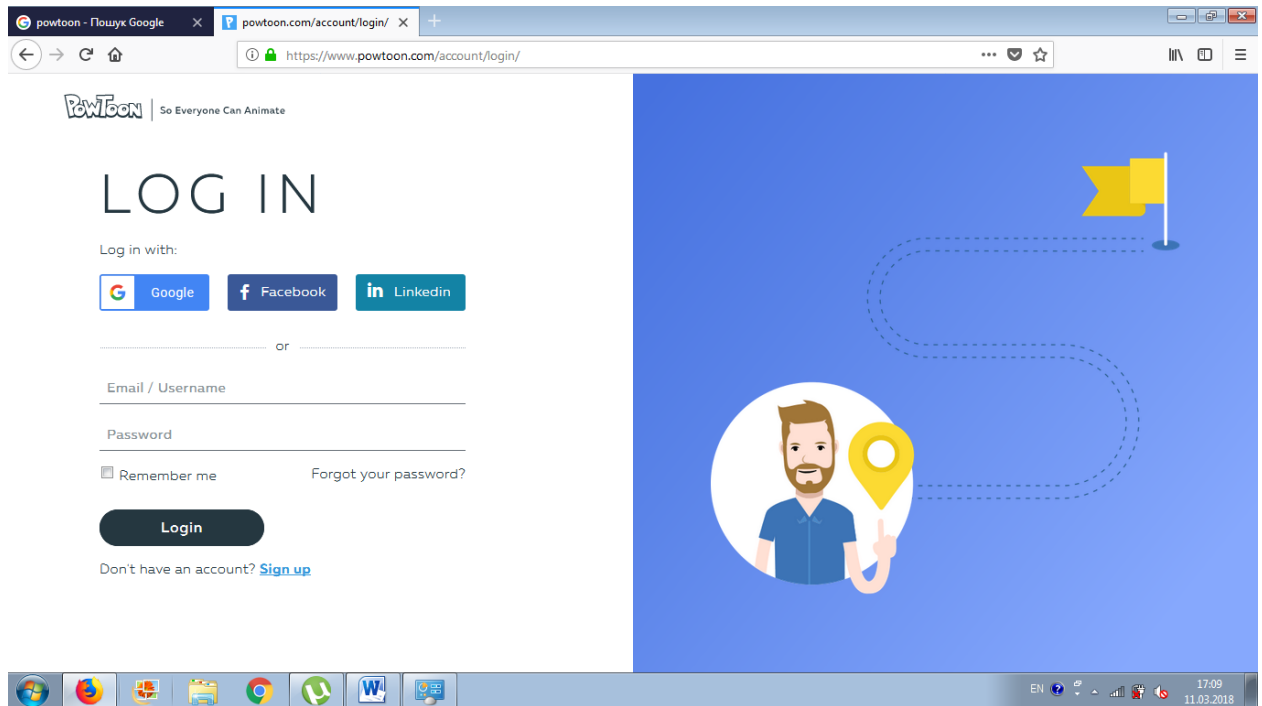 powtoon - Пошук Google
powtoon.com/account/login/
https://www.powtoon.com/account/login/
PowToon | So Everyone Can Animate
LOG IN
Log in with:
Google
Facebook
in Linkedin
or
Email / Username
Password
Remember me
Forgot your password?
Login
Don't have an account? Sign up
EN
17:09
11.03.2018